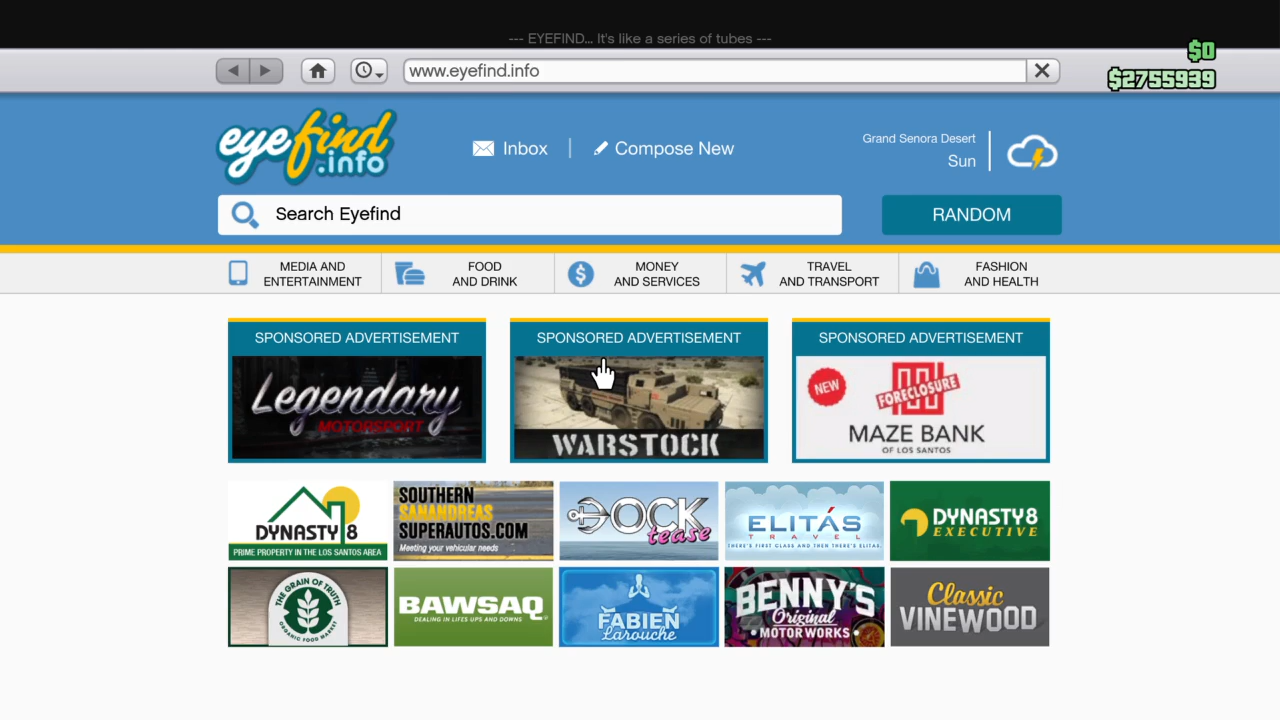 --- EYEFIND... It's like a series of tubes ---
$0
www.eyefind.info
$2755939
eyefind
.info
Inbox
Compose New
Grand Senora Desert
Sun
Search Eyefind
RANDOM
MEDIA AND
ENTERTAINMENT
FOOD
AND DRINK
MONEY
AND SERVICES
TRAVEL
AND TRANSPORT
FASHION
AND HEALTH
SPONSORED ADVERTISEMENT
Legendary
MOTORSPORT
SPONSORED ADVERTISEMENT
WARSTOCK
SPONSORED ADVERTISEMENT
NEW
FORECLOSURE
MAZE BANK
OF LOS SANTOS
DYNASTY 8
PRIME PROPERTY IN THE LOS SANTOS AREA
SOUTHERN
SANANDREAS
SUPERAUTOS.COM
Meeting your vehicular needs
DOCK
tease
ELITÁS
TRAVEL
THERE'S FIRST CLASS AND THEN THERE'S ELITAS
DYNASTY 8
EXECUTIVE
THE GRAIN OF TRUTH
ORGANIC FOOD MARKET
BAWSAQ
DEALING IN LIFES UPS AND DOWNS
FABIEN
Larouche
BENNY'S
Original
MOTOR WORKS
Classic
VINEWOOD